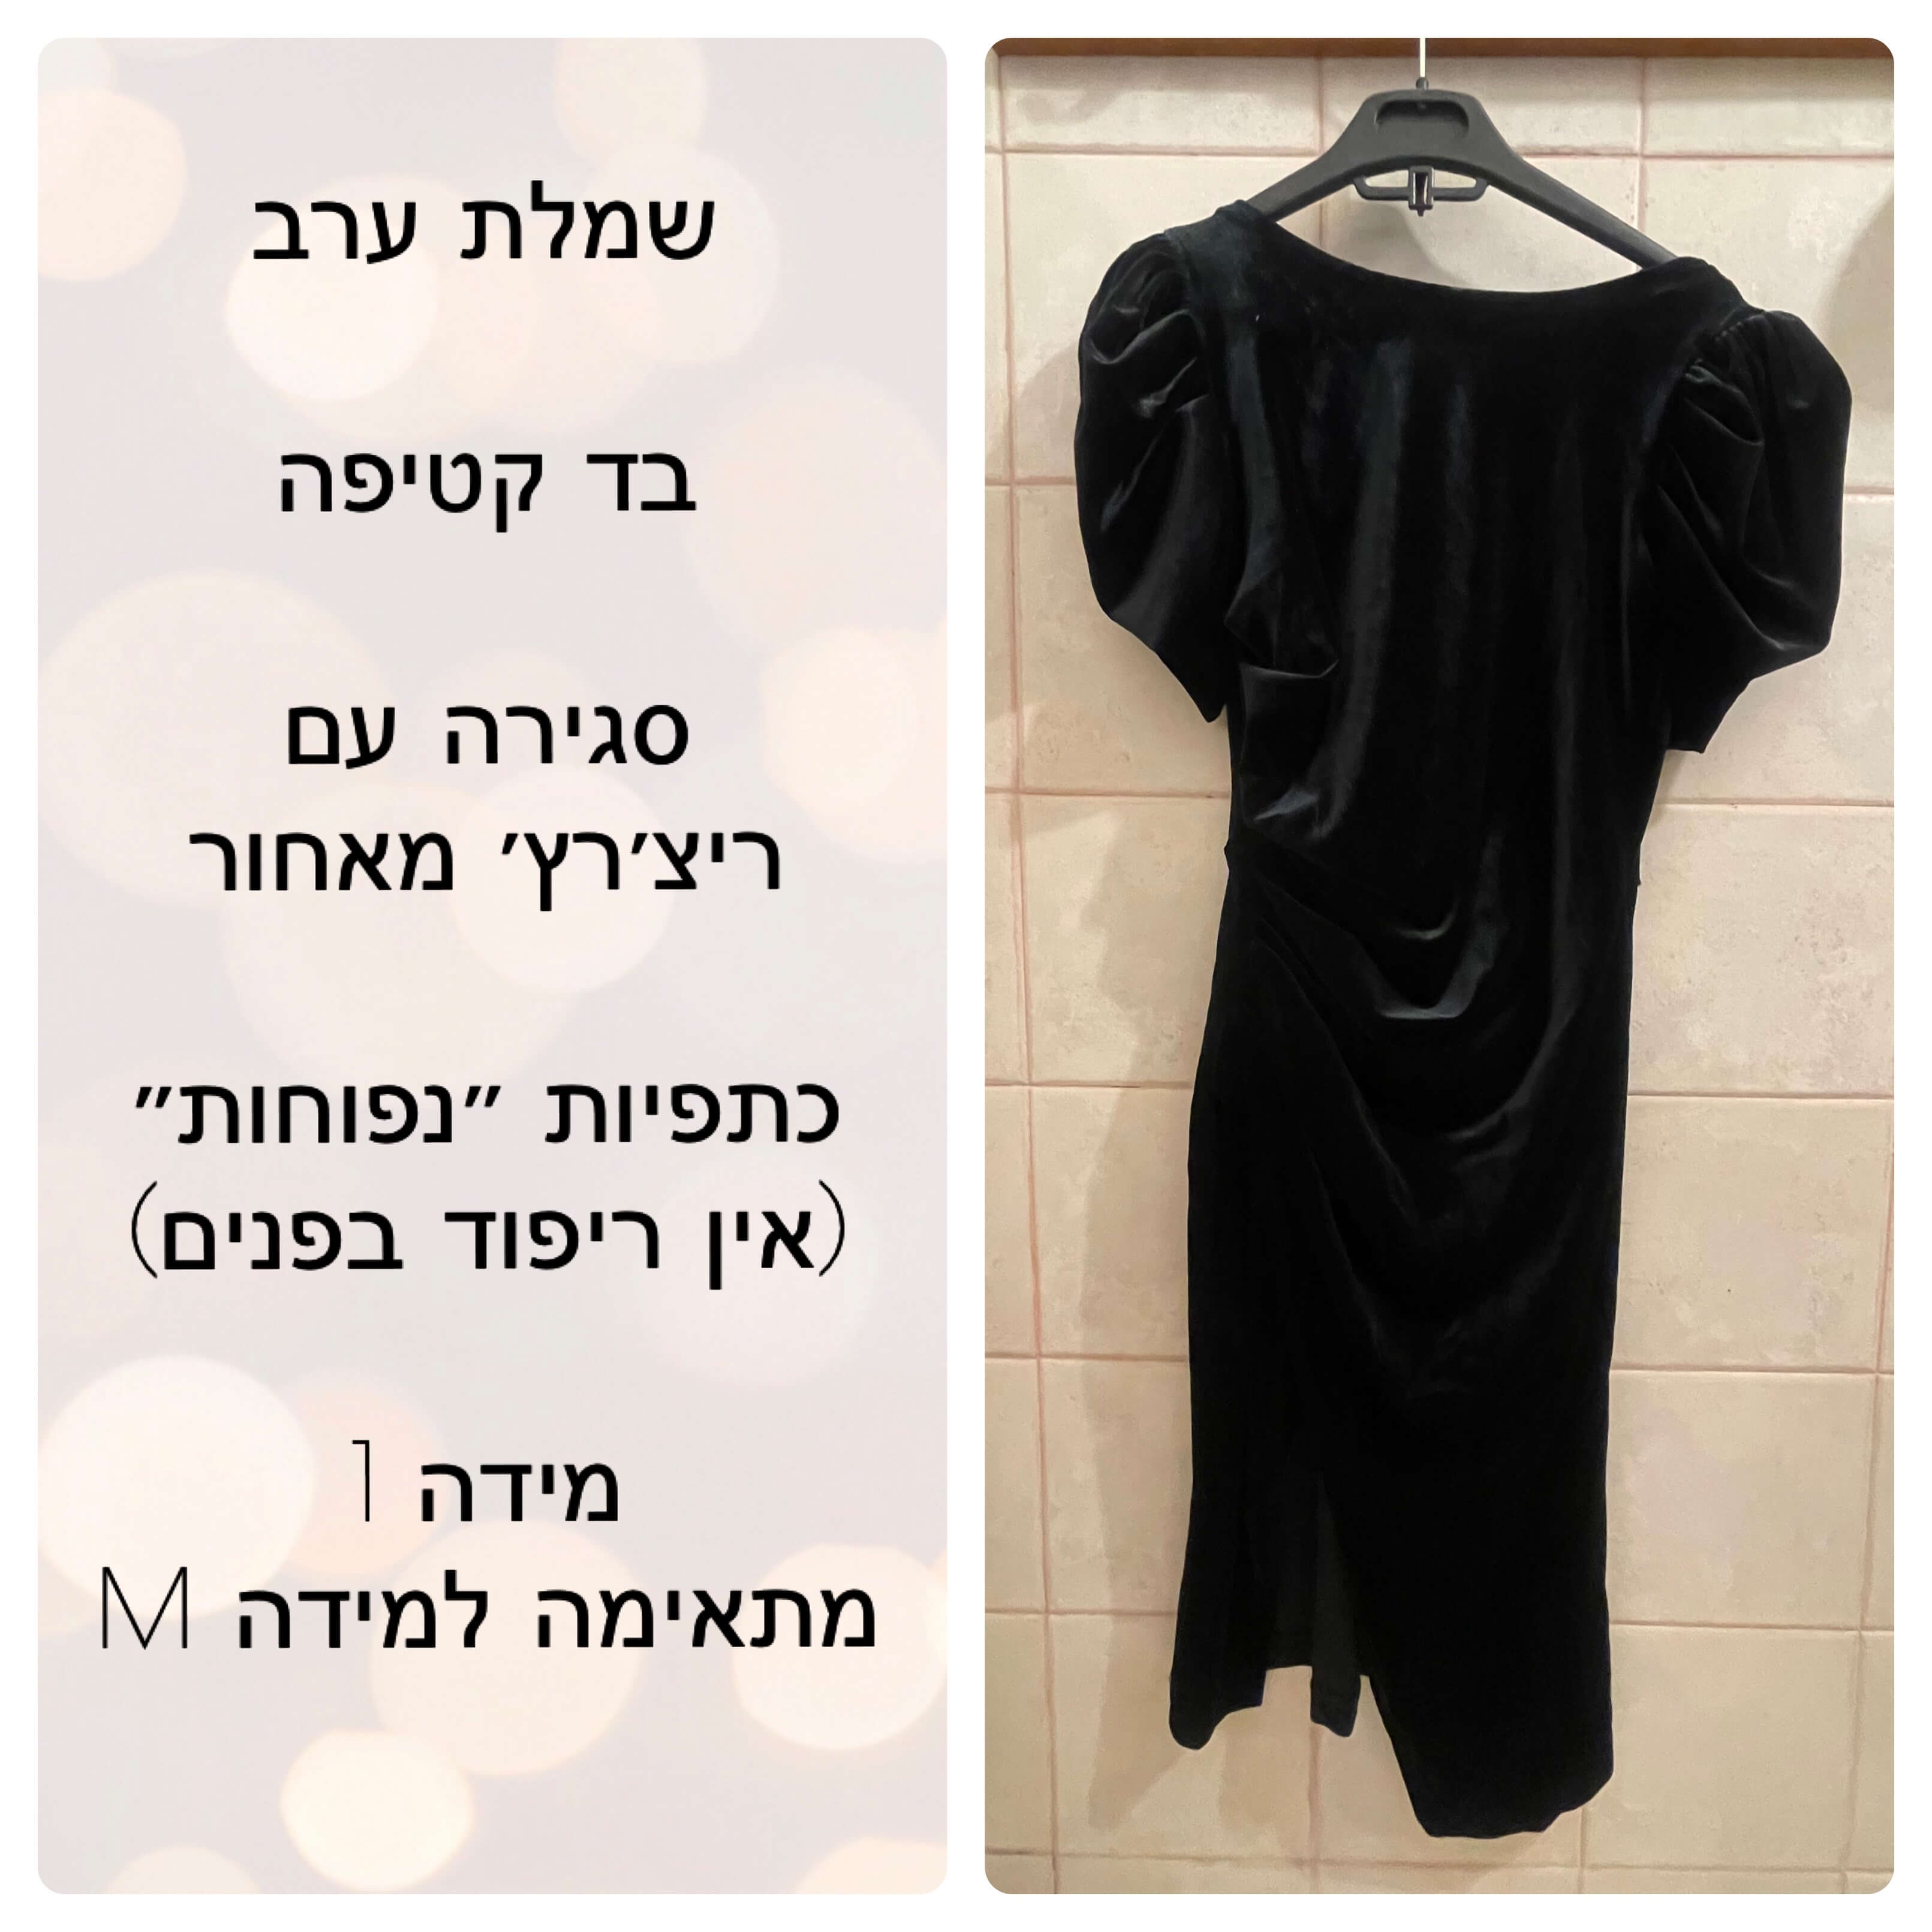 שמלת ערב
בד קטיפה
סגירה עם
ריצ׳רץ׳ מאחור
כתפיות ״נפוחות״
(אין ריפוד בפנים)
מידה 1
מתאימה למידה M